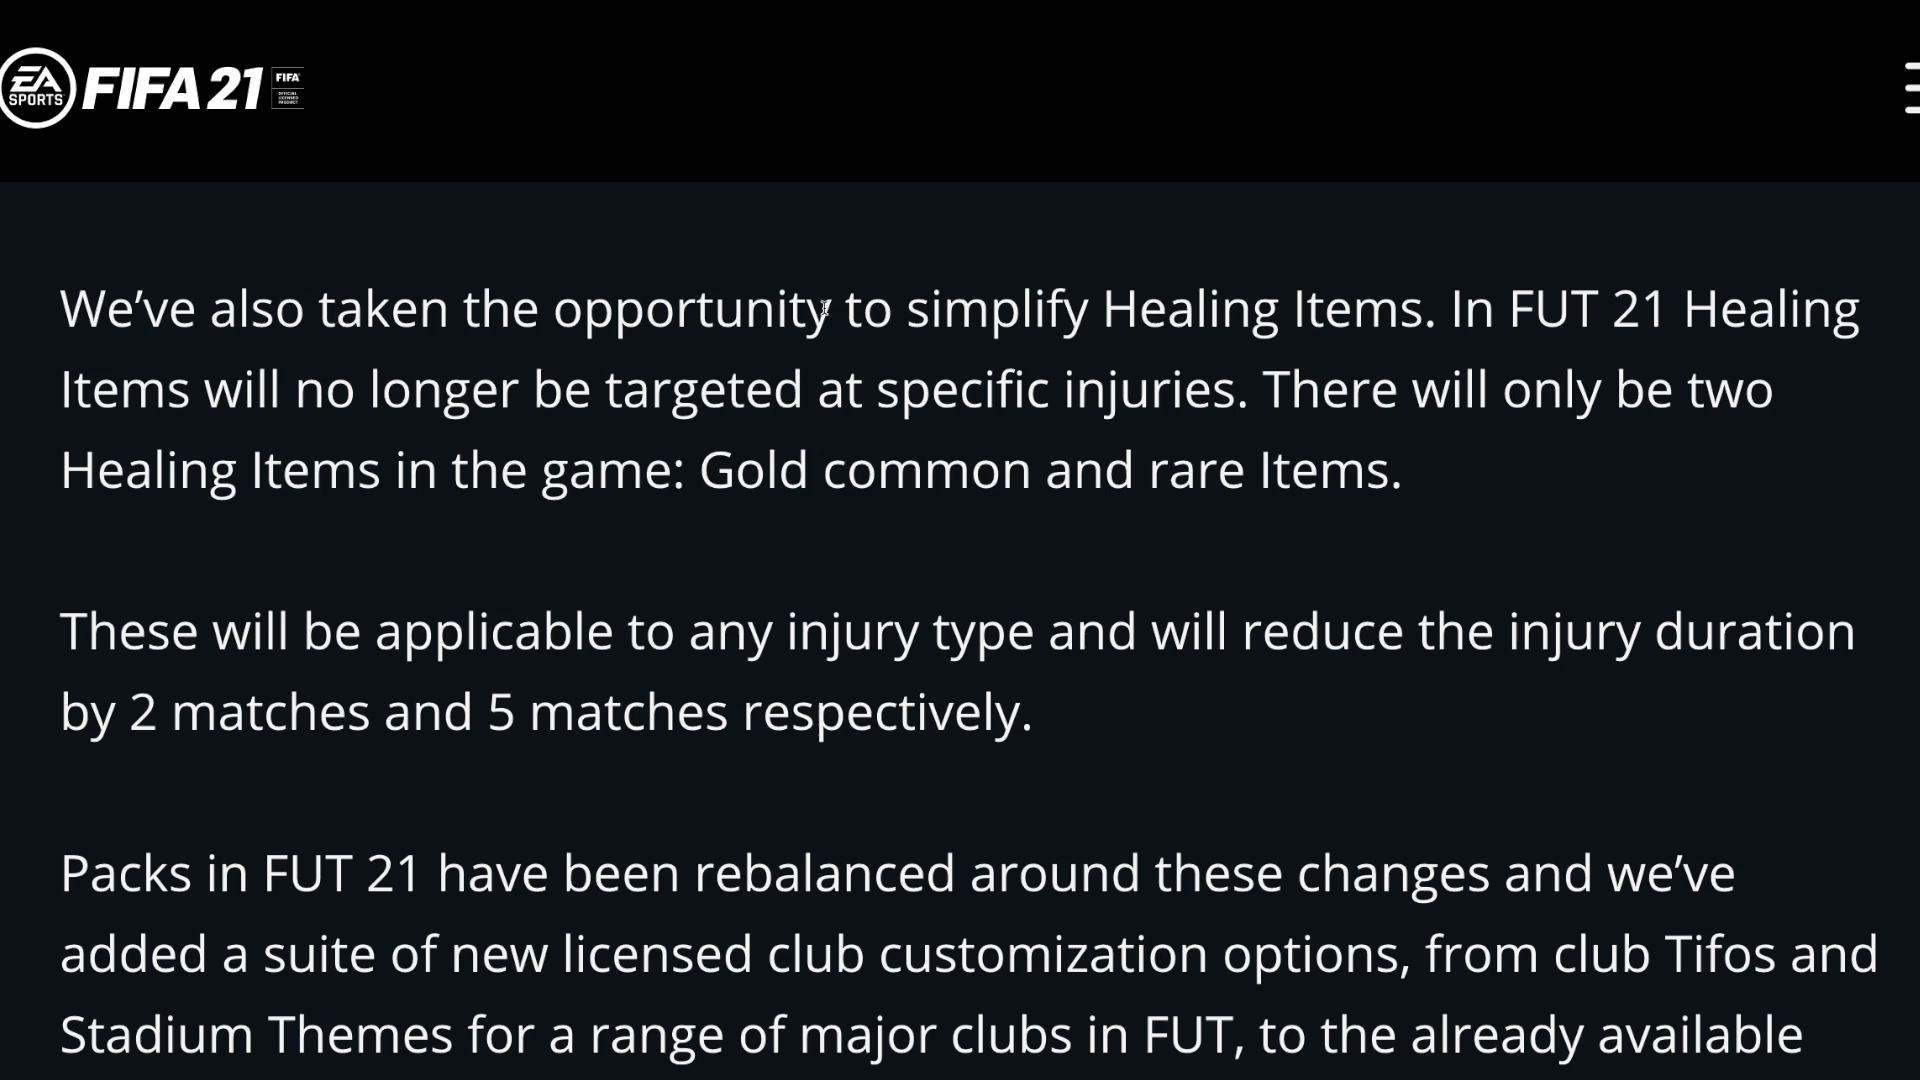 EA SPORTS FIFA 21 FIFA OFFICIAL LICENSED PRODUCT
We’ve also taken the opportunity to simplify Healing Items. In FUT 21 Healing
Items will no longer be targeted at specific injuries. There will only be two
Healing Items in the game: Gold common and rare Items.
These will be applicable to any injury type and will reduce the injury duration
by 2 matches and 5 matches respectively.
Packs in FUT 21 have been rebalanced around these changes and we’ve
added a suite of new licensed club customization options, from club Tifos and
Stadium Themes for a range of major clubs in FUT, to the already available